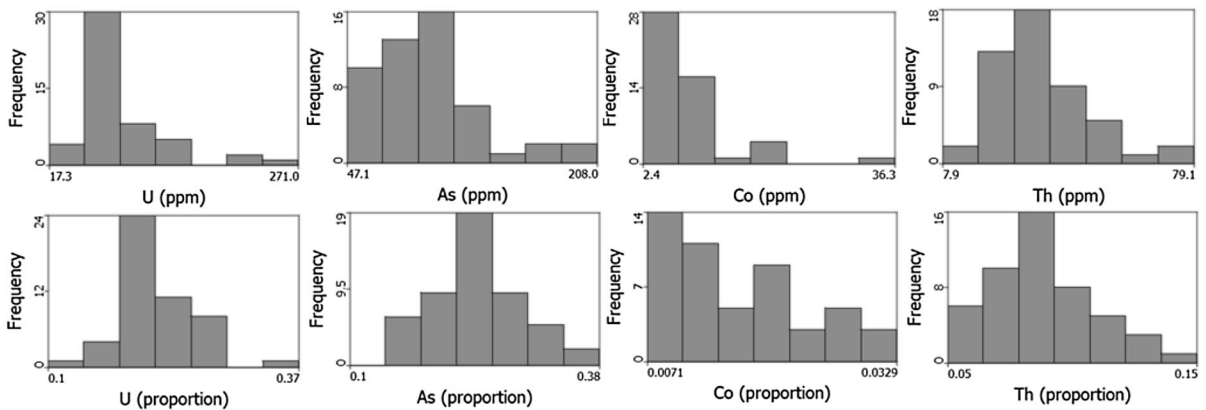 30
15
0
Frequency
17.3 271.0
U (ppm)
16
8
0
Frequency
47.1 208.0
As (ppm)
28
14
0
Frequency
2.4 36.3
Co (ppm)
18
9
0
Frequency
7.9 79.1
Th (ppm)
24
12
0
Frequency
0.1 0.37
U (proportion)
19
9.5
0
Frequency
0.1 0.38
As (proportion)
14
7
0
Frequency
0.0071 0.0329
Co (proportion)
16
8
0
Frequency
0.05 0.15
Th (proportion)